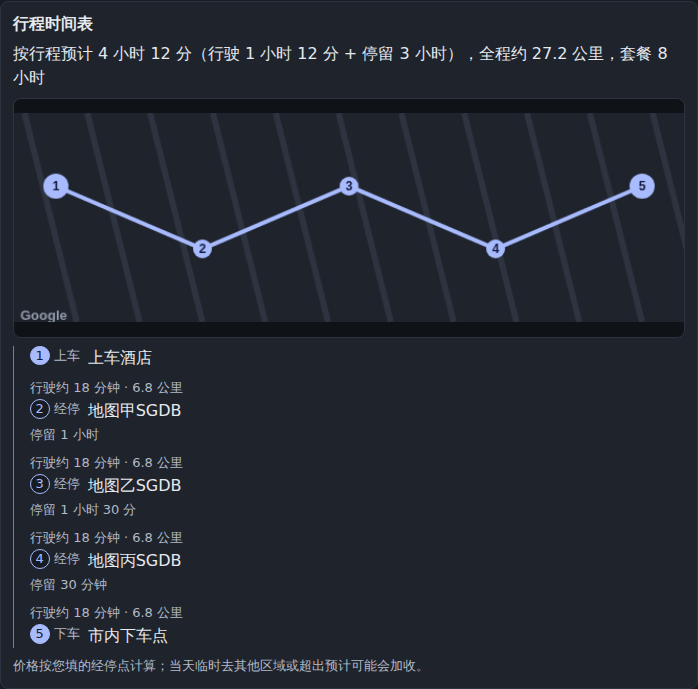 行程时间表
按行程预计 4 小时 12 分（行驶 1 小时 12 分 + 停留 3 小时），全程约 27.2 公里，套餐 8
小时
1
2
3
4
5
Google
1 上车 上车酒店
行驶约 18 分钟 · 6.8 公里
2 经停 地图甲SGDB
停留 1 小时
行驶约 18 分钟 · 6.8 公里
3 经停 地图乙SGDB
停留 1 小时 30 分
行驶约 18 分钟 · 6.8 公里
4 经停 地图丙SGDB
停留 30 分钟
行驶约 18 分钟 · 6.8 公里
5 下车 市内下车点
价格按您填的经停点计算；当天临时去其他区域或超出预计可能会加收。